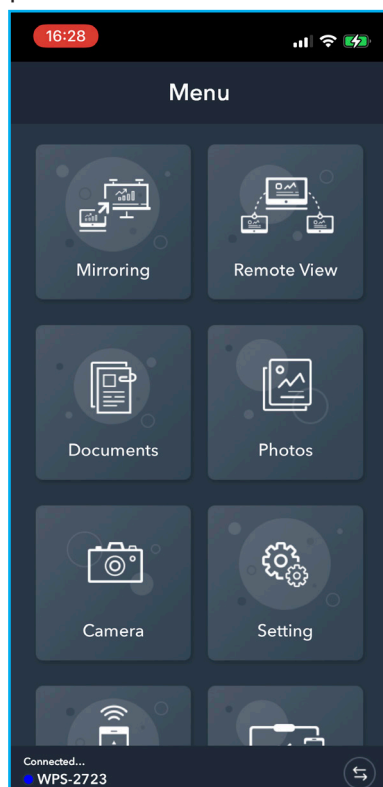 16:28
Menu
Mirroring
Remote View
Documents
Photos
Camera
Setting
Connected...
WPS-2723